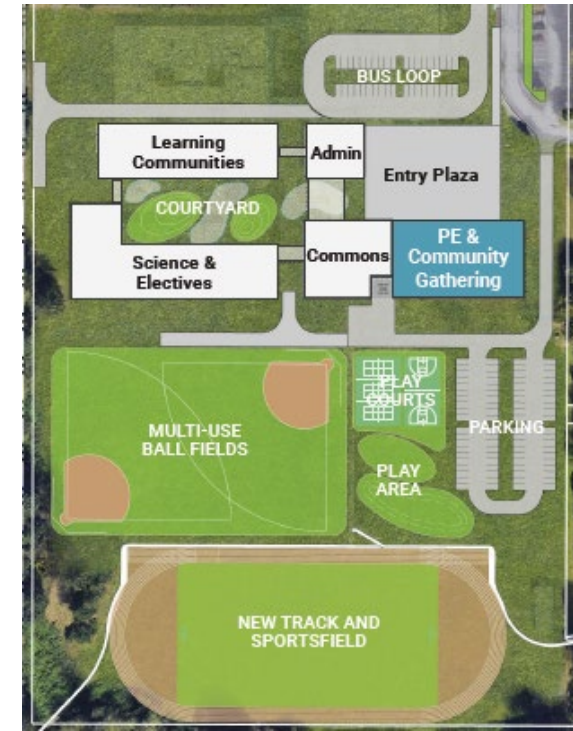 BUS LOOP
Learning
Communities
Admin
Entry Plaza
COURTYARD
Science &
Electives
Commons
PE &
Community
Gathering
MULTI-USE
BALL FIELDS
PLAY
COURTS
PLAY
AREA
PARKING
NEW TRACK AND
SPORTSFIELD